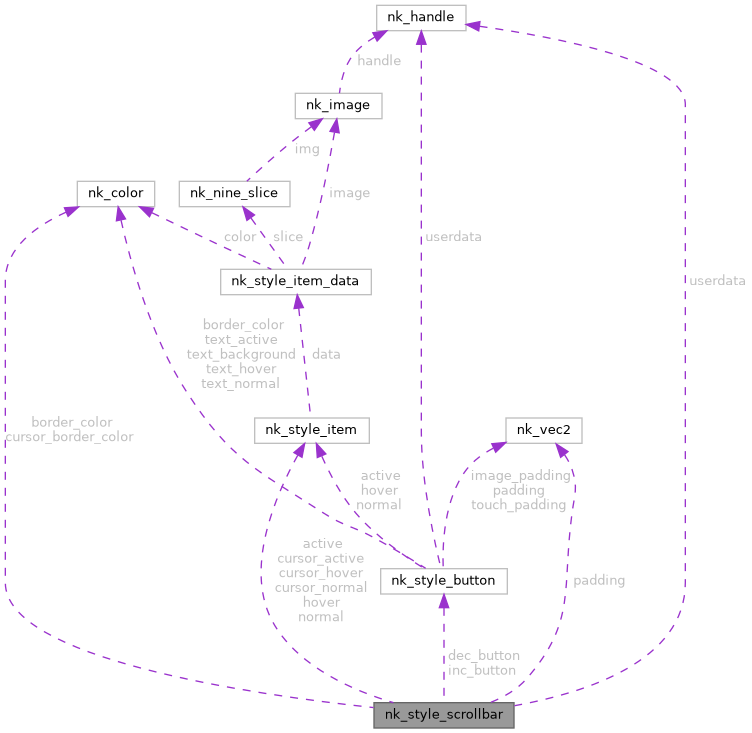 nk_handle
handle
nk_image
img
image
nk_color
nk_nine_slice
color
slice
userdata
nk_style_item_data
userdata
border_color
text_active
text_background
text_hover
text_normal
data
border_color
cursor_border_color
nk_style_item
nk_vec2
active
hover
normal
image_padding
padding
touch_padding
active
cursor_active
cursor_hover
cursor_normal
hover
normal
nk_style_button
padding
dec_button
inc_button
nk_style_scrollbar